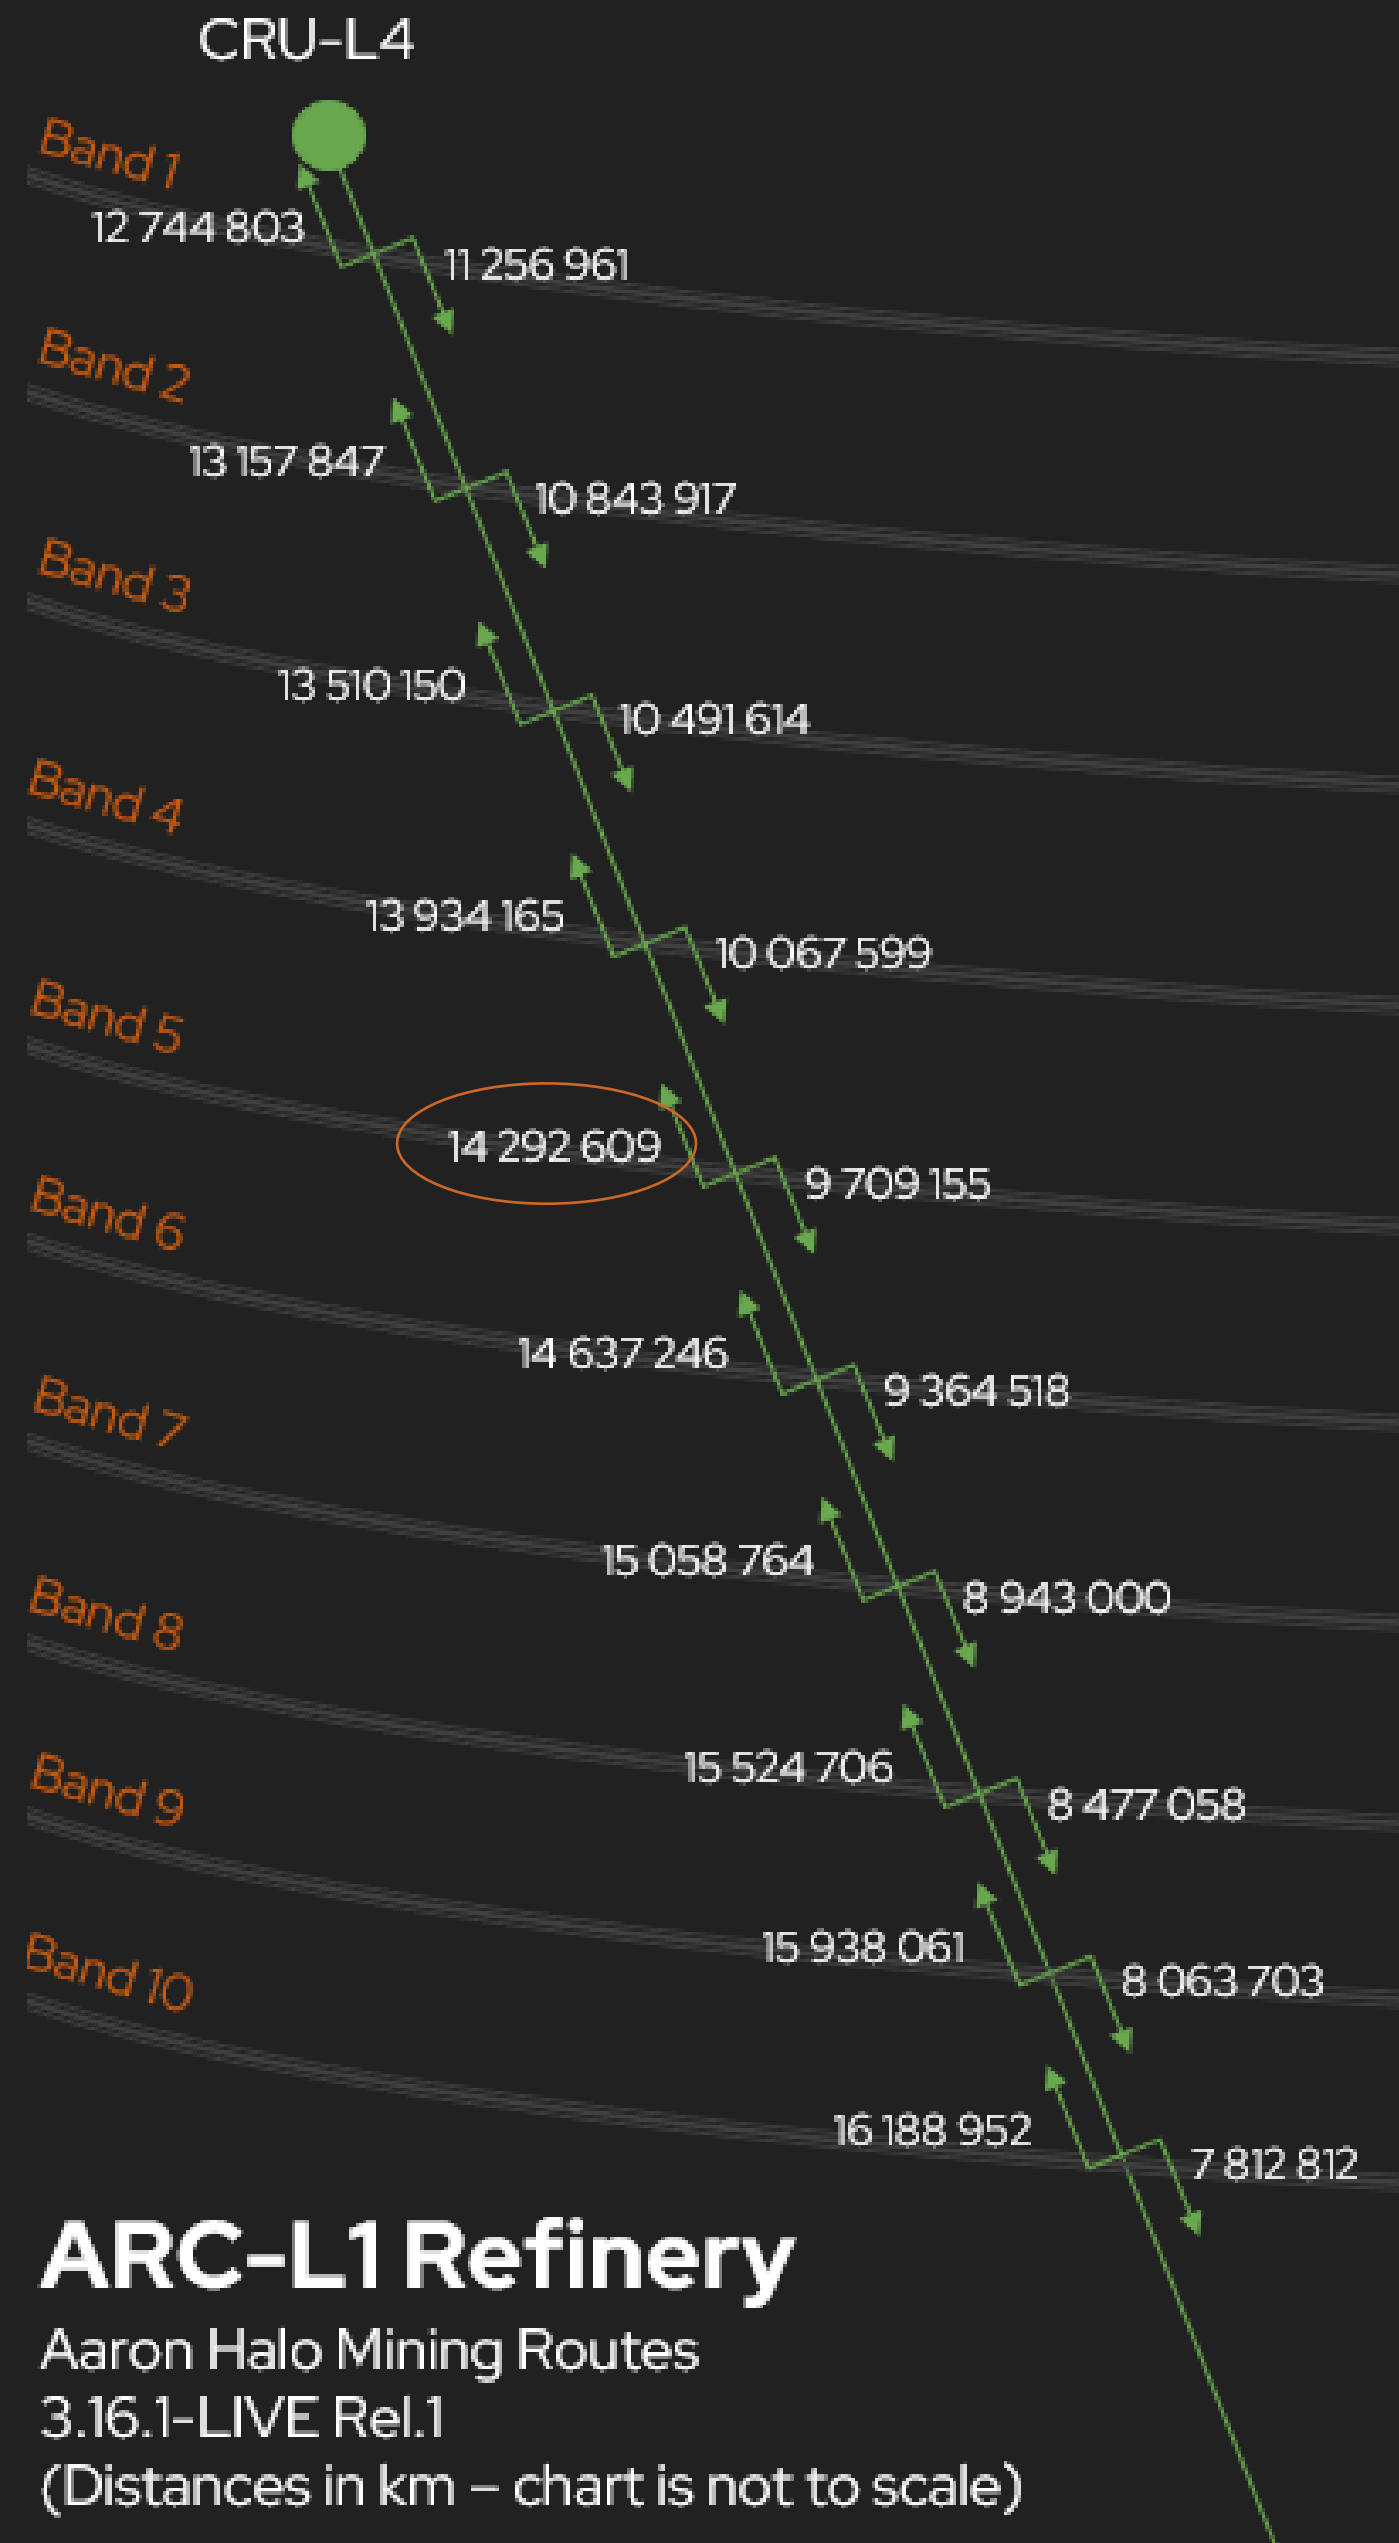 CRU-L4
Band 1
12 744 803
11 256 961
Band 2
13 157 847
10 843 917
Band 3
13 510 150
10 491 614
Band 4
13 934 165
10 067 599
Band 5
14 292 609
9 709 155
Band 6
14 637 246
9 364 518
Band 7
15 058 764
8 943 000
Band 8
15 524 706
8 477 058
Band 9
15 938 061
8 063 703
Band 10
16 188 952
7 812 812
ARC-L1 Refinery
Aaron Halo Mining Routes
3.16.1-LIVE Rel.1
(Distances in km – chart is not to scale)